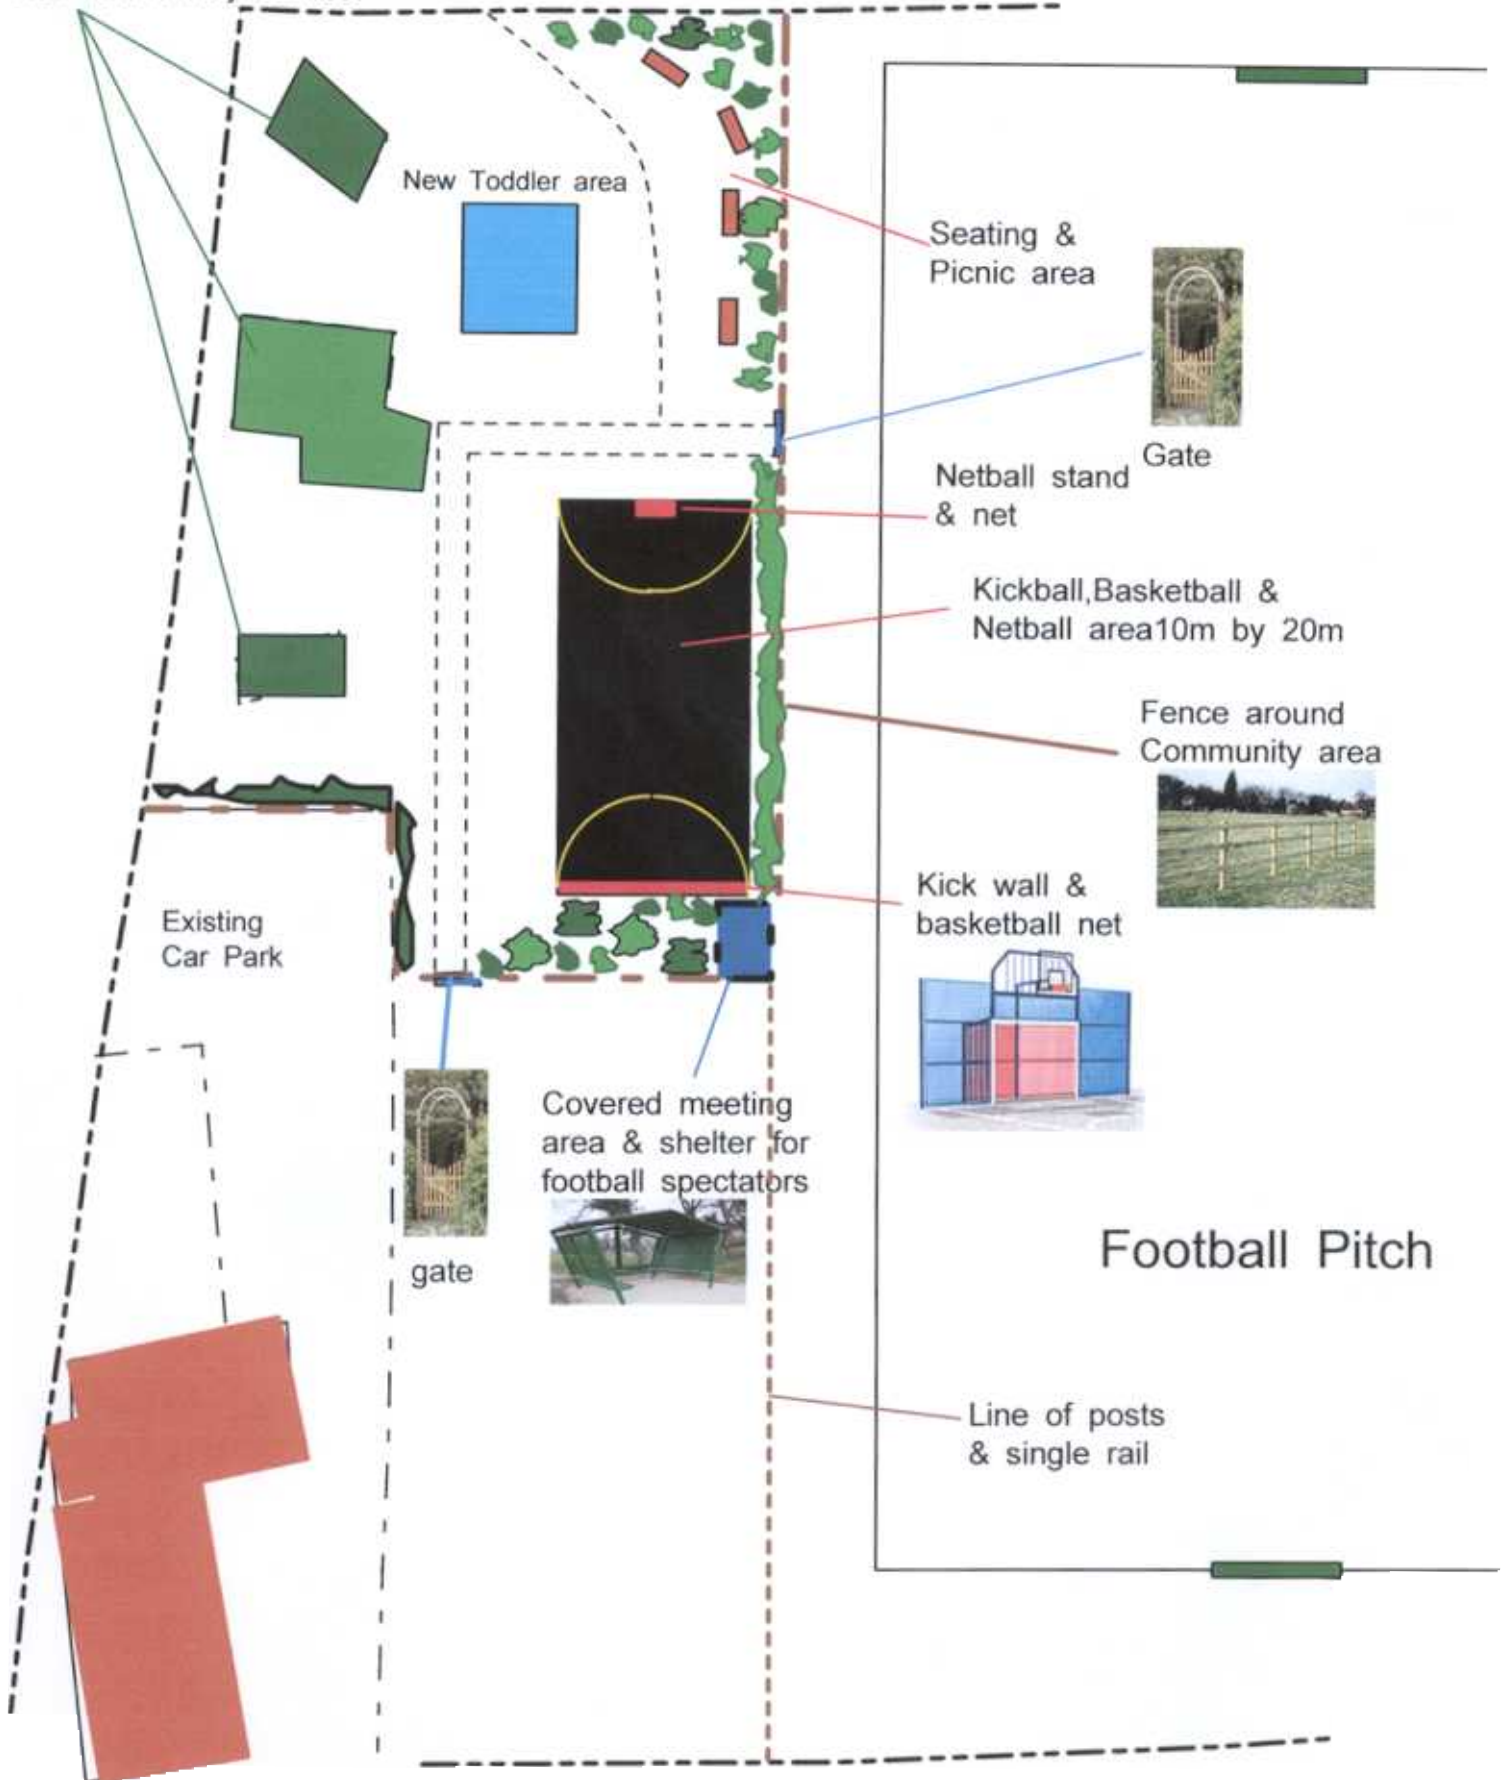 New Toddler area
Seating &
Picnic area
Gate
Netball stand
& net
Kickball,Basketball &
Netball area10m by 20m
Fence around
Community area
Existing
Car Park
Kick wall &
basketball net
Covered meeting
area & shelter for
football spectators
gate
Football Pitch
Line of posts
& single rail